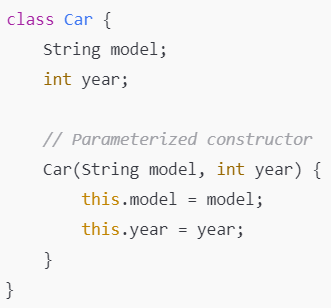 class Car {
    String model;
    int year;

    // Parameterized constructor
    Car(String model, int year) {
        this.model = model;
        this.year = year;
    }
}